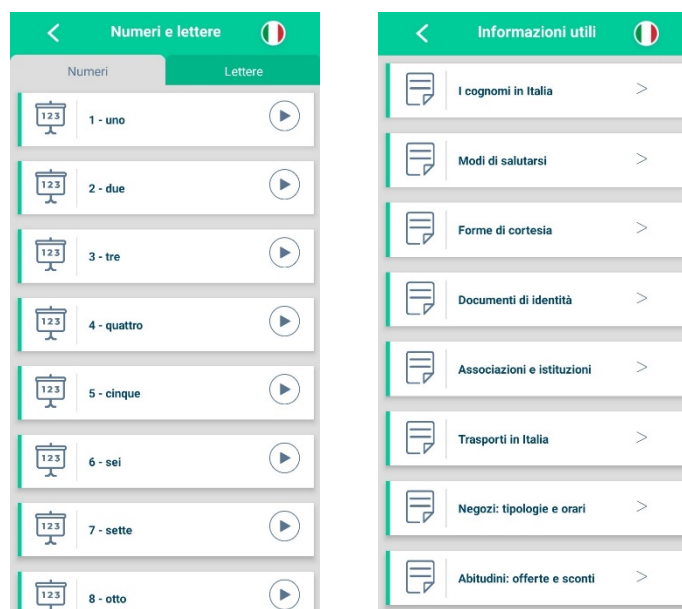 Numeri e lettere
Numeri
Lettere
123
1 - uno
123
2 - due
123
3 - tre
123
4 - quattro
123
5 - cinque
123
6 - sei
123
7 - sette
123
8 - otto
Informazioni utili
I cognomi in Italia
Modi di salutarsi
Forme di cortesia
Documenti di identità
Associazioni e istituzioni
Trasporti in Italia
Negozi: tipologie e orari
Abitudini: offerte e sconti